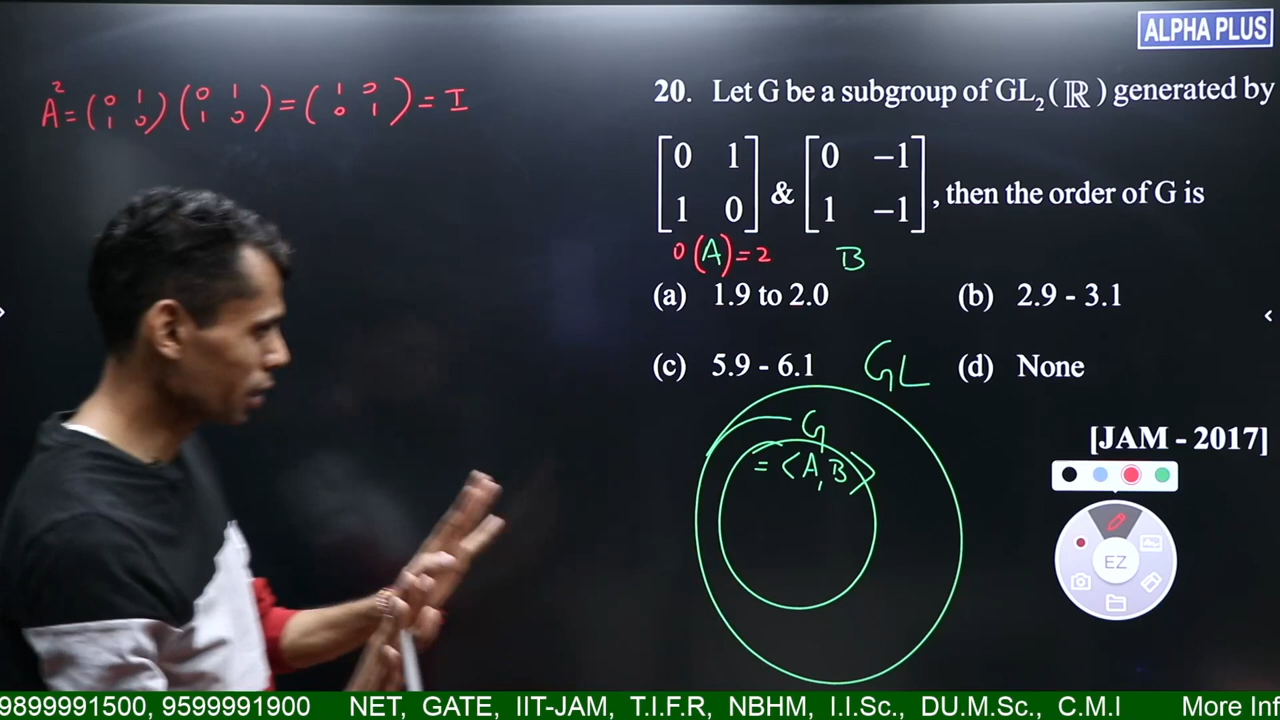 ALPHA PLUS
A² = (0 1 1 0) (0 1 1 0) = (1 0 0 1) = I
20. Let G be a subgroup of GL₂(ℝ) generated by
[0 1 1 0] & [0 −1 1 −1], then the order of G is
O(A)=2 B
(a) 1.9 to 2.0 (b) 2.9 - 3.1
(c) 5.9 - 6.1 (d) None
GL
G
= <A, B>
[JAM - 2017]
EZ
9899991500, 9599991900 NET, GATE, IIT-JAM, T.I.F.R, NBHM, I.I.Sc., DU.M.Sc., C.M.I More Inf